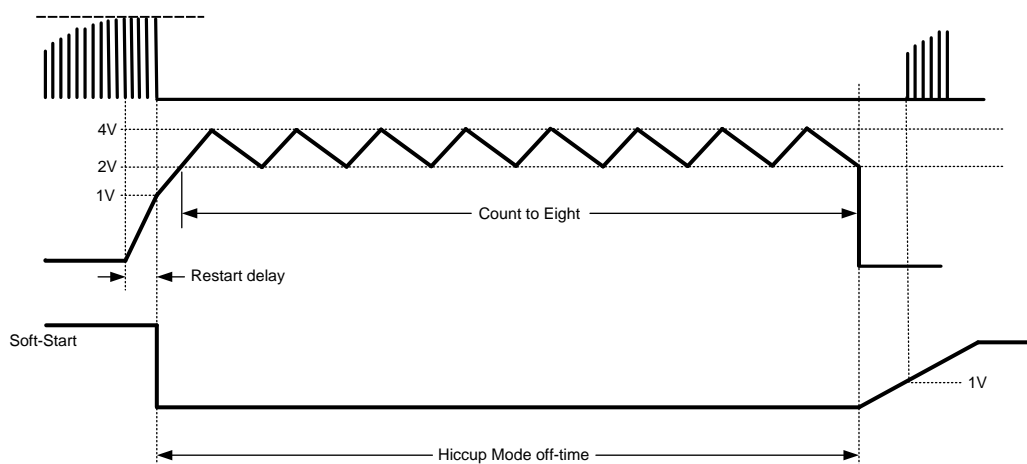 4V
2V
1V
Count to Eight
Restart delay
Soft-Start
1V
Hiccup Mode off-time